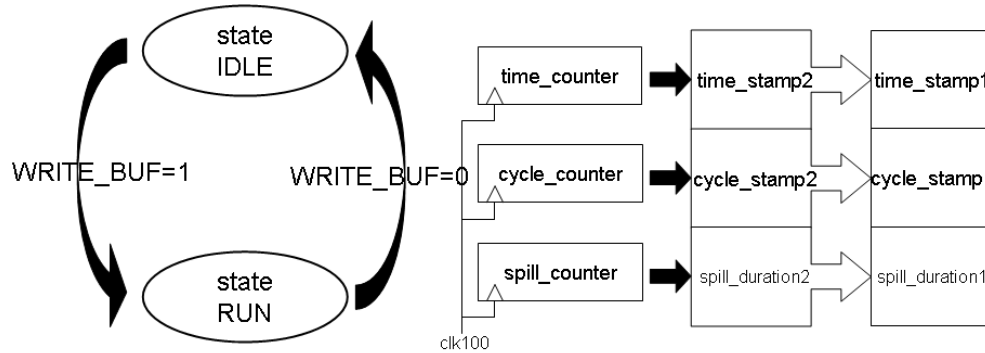 state
IDLE
WRITE_BUF=1
WRITE_BUF=0
state
RUN
time_counter
time_stamp2
time_stamp1
cycle_counter
cycle_stamp2
cycle_stamp
spill_counter
spill_duration2
spill_duration1
clk100